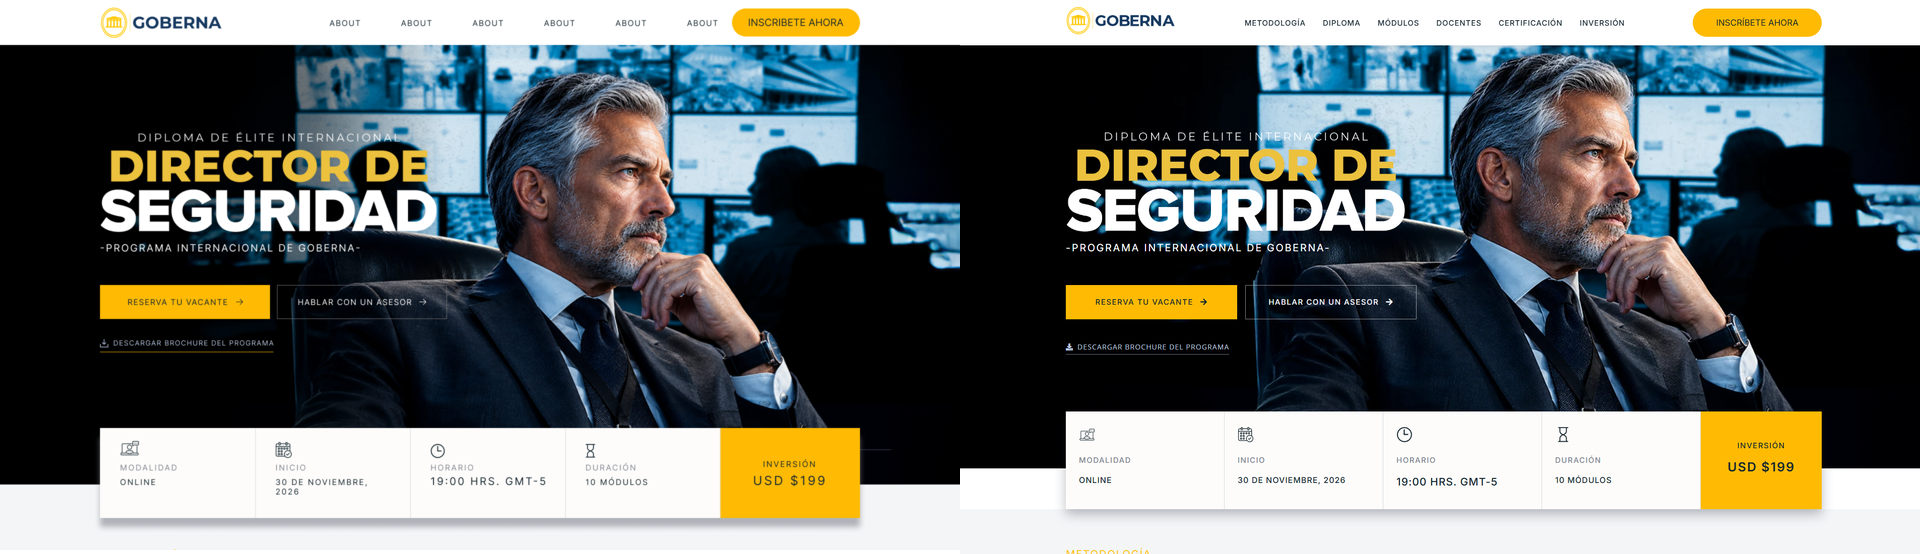 GOBERNA
ABOUT ABOUT ABOUT ABOUT ABOUT ABOUT
INSCRIBETE AHORA
DIPLOMA DE ÉLITE INTERNACIONAL
DIRECTOR DE
SEGURIDAD
-PROGRAMA INTERNACIONAL DE GOBERNA-
RESERVA TU VACANTE →
HABLAR CON UN ASESOR →
DESCARGAR BROCHURE DEL PROGRAMA
MODALIDAD
ONLINE
INICIO
30 DE NOVIEMBRE,
2026
HORARIO
19:00 HRS. GMT-5
DURACIÓN
10 MÓDULOS
INVERSIÓN
USD $199
GOBERNA
METODOLOGÍA DIPLOMA MÓDULOS DOCENTES CERTIFICACIÓN INVERSIÓN
INSCRÍBETE AHORA
DIPLOMA DE ÉLITE INTERNACIONAL
DIRECTOR DE
SEGURIDAD
-PROGRAMA INTERNACIONAL DE GOBERNA-
RESERVA TU VACANTE →
HABLAR CON UN ASESOR →
DESCARGAR BROCHURE DEL PROGRAMA
MODALIDAD
ONLINE
INICIO
30 DE NOVIEMBRE, 2026
HORARIO
19:00 HRS. GMT-5
DURACIÓN
10 MÓDULOS
INVERSIÓN
USD $199
METODOLOGÍA